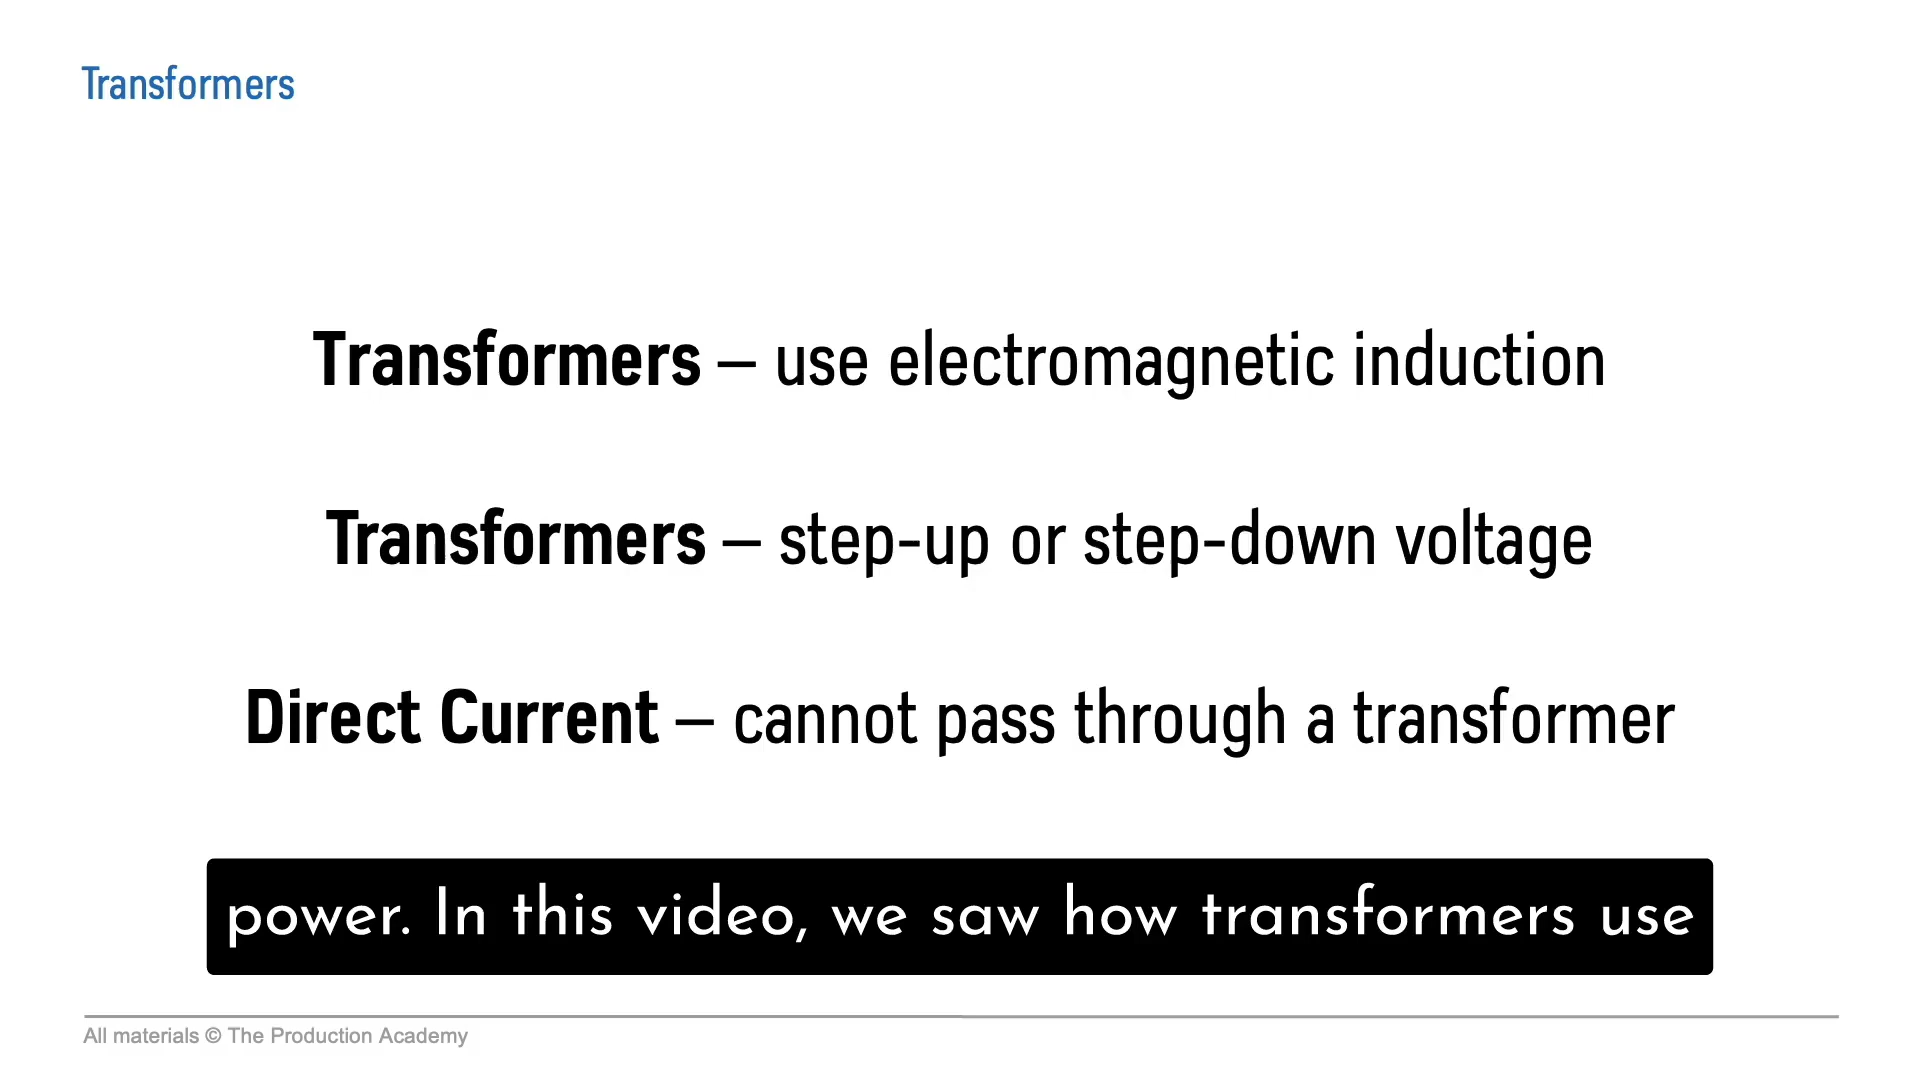 Transformers
Transformers – use electromagnetic induction
Transformers – step-up or step-down voltage
Direct Current – cannot pass through a transformer
power. In this video, we saw how transformers use
All materials © The Production Academy